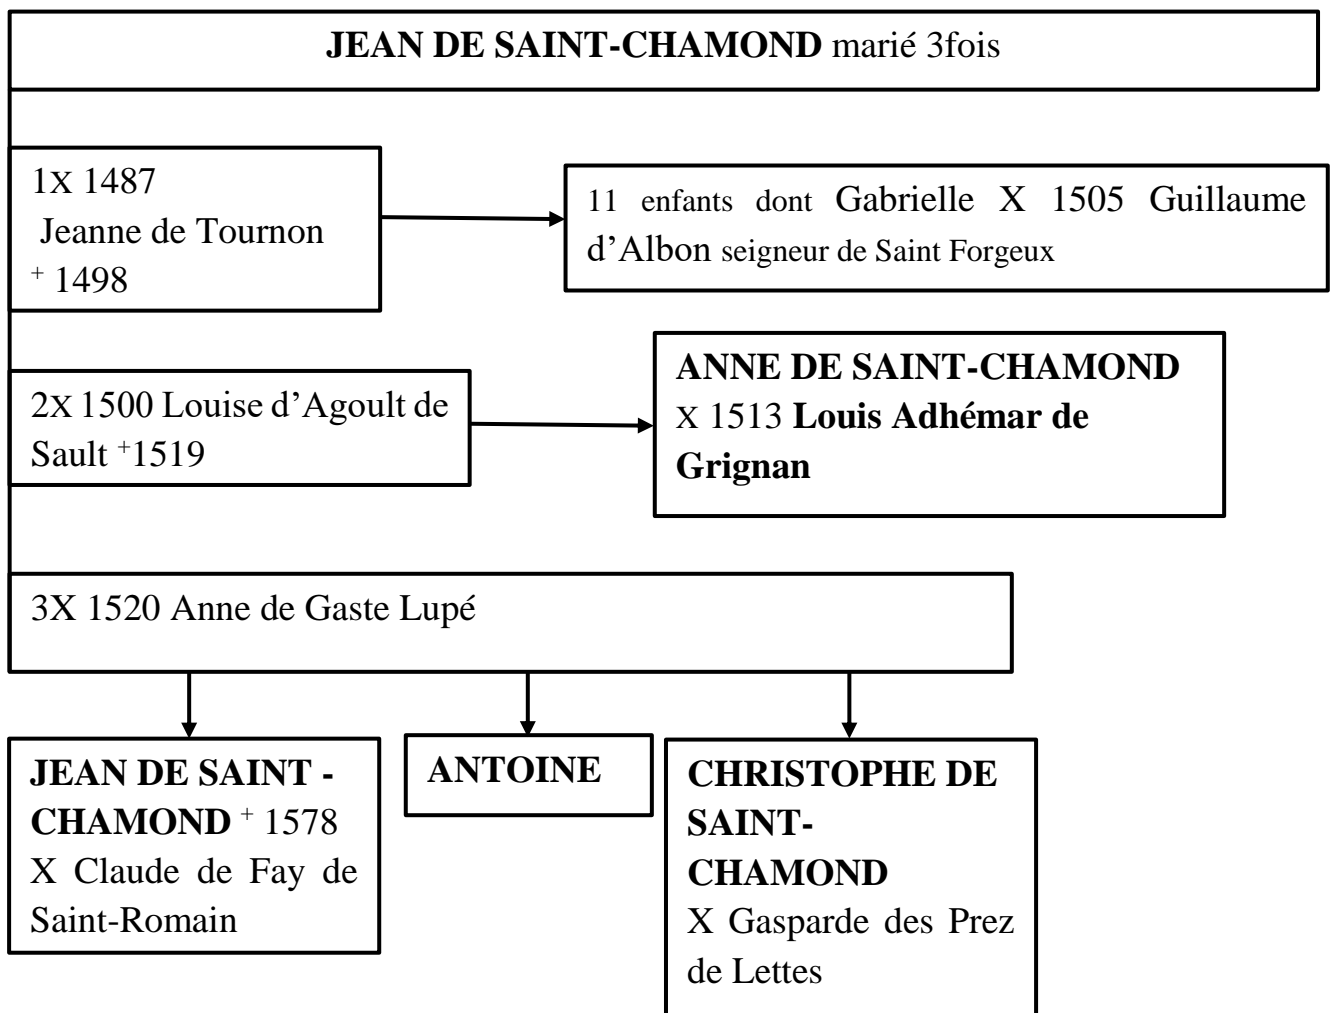 JEAN DE SAINT-CHAMOND marié 3fois
1X 1487
Jeanne de Tournon
+ 1498
11 enfants dont Gabrielle X 1505 Guillaume
d’Albon seigneur de Saint Forgeux
2X 1500 Louise d’Agoult de
Sault +1519
ANNE DE SAINT-CHAMOND
X 1513 Louis Adhémar de
Grignan
3X 1520 Anne de Gaste Lupé
JEAN DE SAINT -
CHAMOND + 1578
X Claude de Fay de
Saint-Romain
ANTOINE
CHRISTOPHE DE
SAINT-
CHAMOND
X Gasparde des Prez
de Lettes